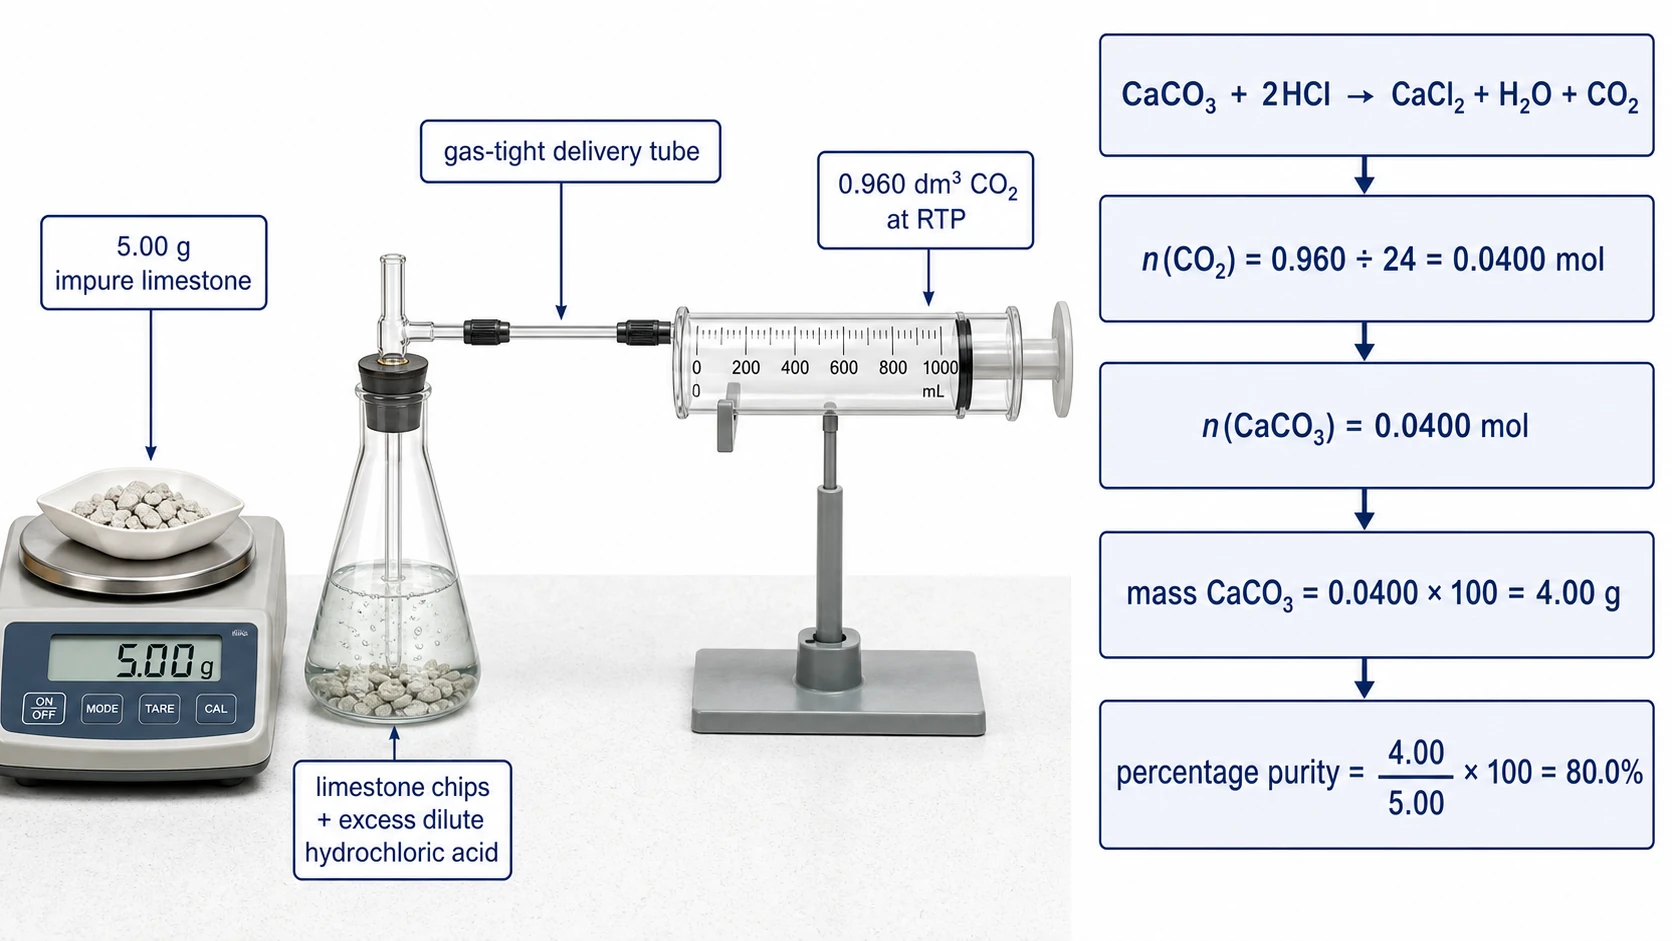 5.00 g
impure limestone
gas-tight delivery tube
0.960 dm³ CO₂
at RTP
0 200 400 600 800 1000
0 mL
5.00 g
ON
OFF
MODE
TARE
CAL
limestone chips
+ excess dilute
hydrochloric acid
CaCO₃ + 2HCl → CaCl₂ + H₂O + CO₂
n(CO₂) = 0.960 ÷ 24 = 0.0400 mol
n(CaCO₃) = 0.0400 mol
mass CaCO₃ = 0.0400 × 100 = 4.00 g
percentage purity = 4.00/5.00 × 100 = 80.0%